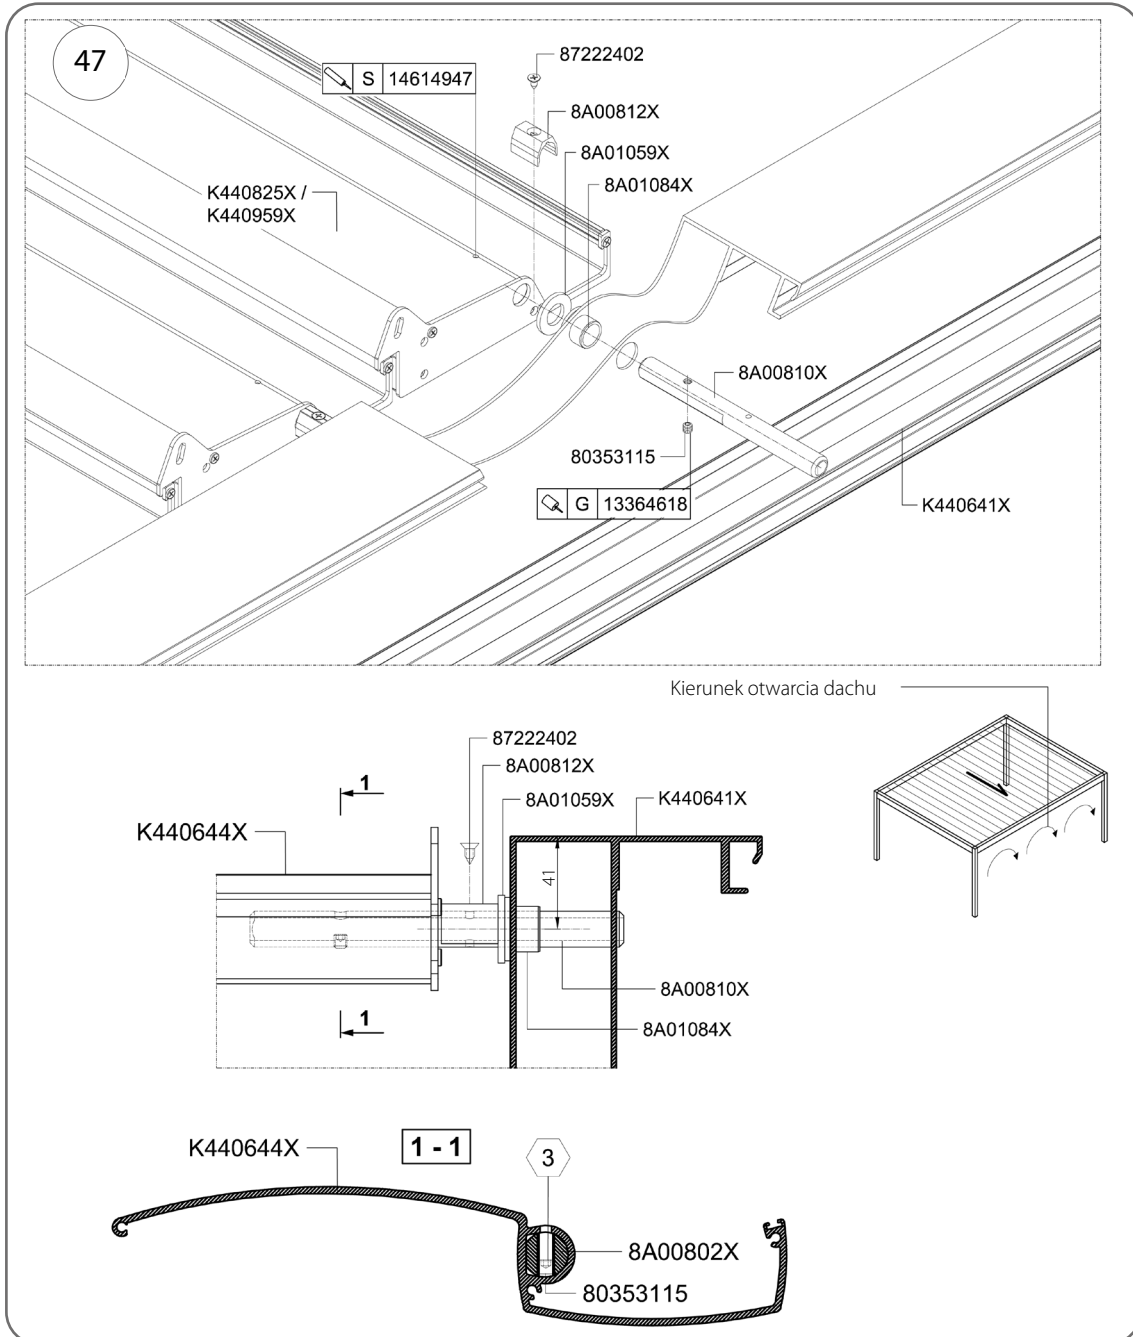 47
87222402
S 14614947
8A00812X
8A01059X
8A01084X
K440825X /
K440959X
8A00810X
80353115
G 13364618
K440641X
Kierunek otwarcia dachu
87222402
8A00812X
1
8A01059X
K440641X
K440644X
41
8A00810X
1
8A01084X
K440644X
1 - 1
3
8A00802X
80353115